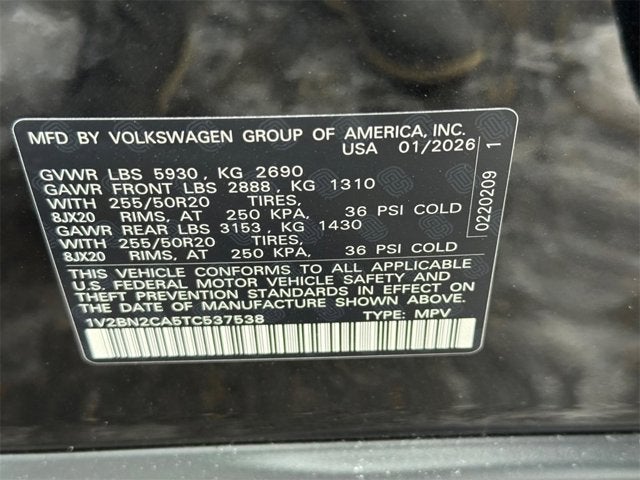 MFD BY VOLKSWAGEN GROUP OF AMERICA, INC.
USA 01/2026
GVWR LBS 5930 , KG 2690
GAWR FRONT LBS 2888 , KG 1310
WITH 255/50R20 TIRES,
8JX20 RIMS, AT 250 KPA, 36 PSI COLD
GAWR REAR LBS 3153 , KG 1430
WITH 255/50R20 TIRES,
8JX20 RIMS, AT 250 KPA, 36 PSI COLD
THIS VEHICLE CONFORMS TO ALL APPLICABLE
U.S. FEDERAL MOTOR VEHICLE SAFETY AND
THEFT PREVENTION STANDARDS IN EFFECT ON
THE DATE OF MANUFACTURE SHOWN ABOVE.
1V2BN2CA5TC537538 TYPE: MPV
0220209 1